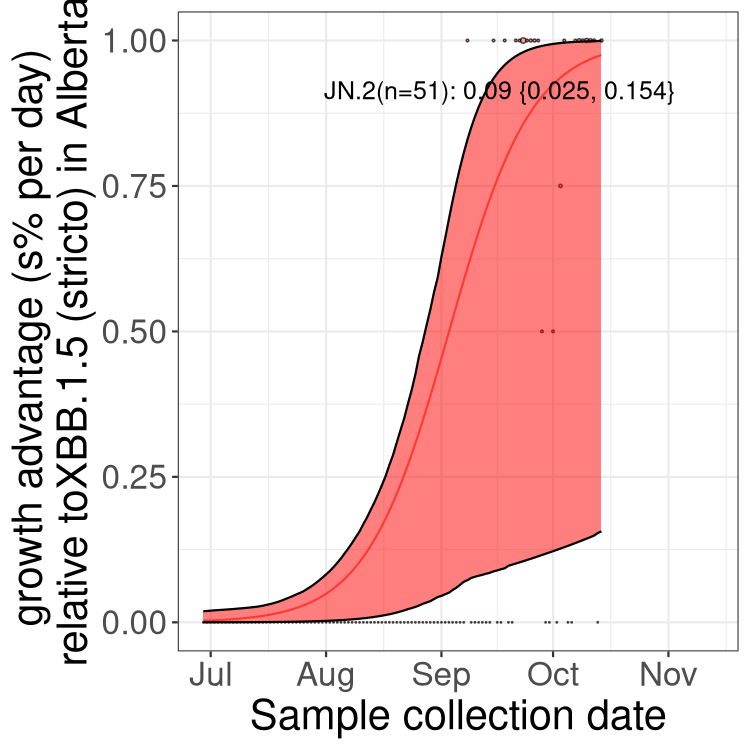 growth advantage (s% per day)
relative toXBB.1.5 (stricto) in Alberta
1.00
0.75
0.50
0.25
0.00
JN.2(n=51): 0.09 {0.025, 0.154}
Jul Aug Sep Oct Nov
Sample collection date